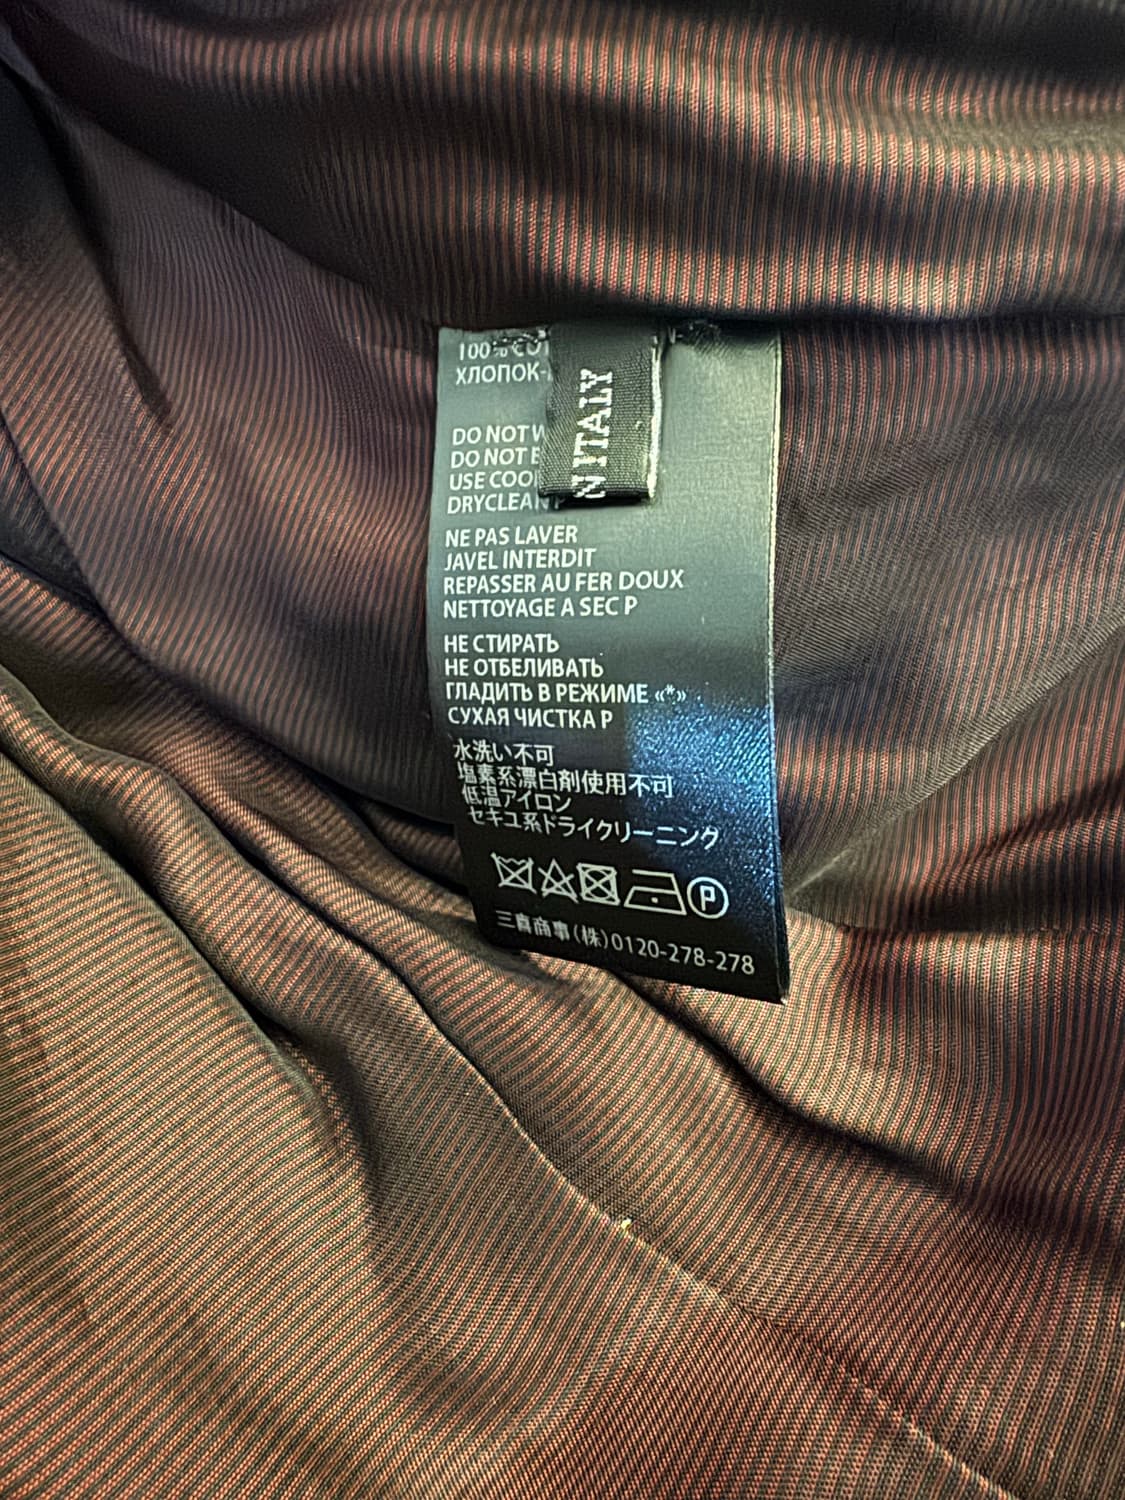 100% COT
ХЛОПОК-
DO NOT W
DO NOT B
USE COO
DRYCLEAN P
N ITALY
NE PAS LAVER
JAVEL INTERDIT
REPASSER AU FER DOUX
NETTOYAGE A SEC P
НЕ СТИРАТЬ
НЕ ОТБЕЛИВАТЬ
ГЛАДИТЬ В РЕЖИМЕ «*»
СУХАЯ ЧИСТКА P
水洗い不可
塩素系漂白剤使用不可
低温アイロン
セキユ系ドライクリーニング
P
三喜商事(株)0120-278-278